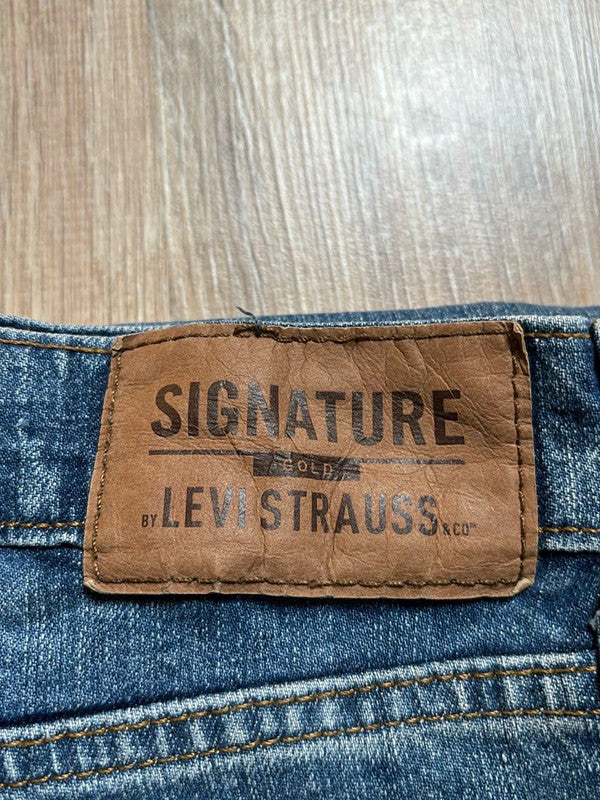 SIGNATURE
GOLD
BY LEVI STRAUSS & CO™